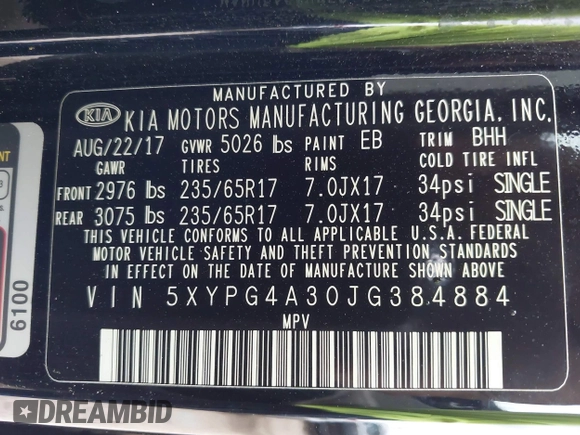 MANUFACTURED BY
KIA KIA MOTORS MANUFACTURING GEORGIA, INC.
AUG/22/17 GVWR 5026 lbs PAINT EB TRIM BHH
GAWR TIRES RIMS COLD TIRE INFL
FRONT 2976 lbs 235/65R17 7.0JX17 34psi SINGLE
REAR 3075 lbs 235/65R17 7.0JX17 34psi SINGLE
THIS VEHICLE CONFORMS TO ALL APPLICABLE U.S.A. FEDERAL
MOTOR VEHICLE SAFETY AND THEFT PREVENTION STANDARDS
IN EFFECT ON THE DATE OF MANUFACTURE SHOWN ABOVE.
VIN 5XYPG4A30JG384884
MPV
6100
DREAMBID